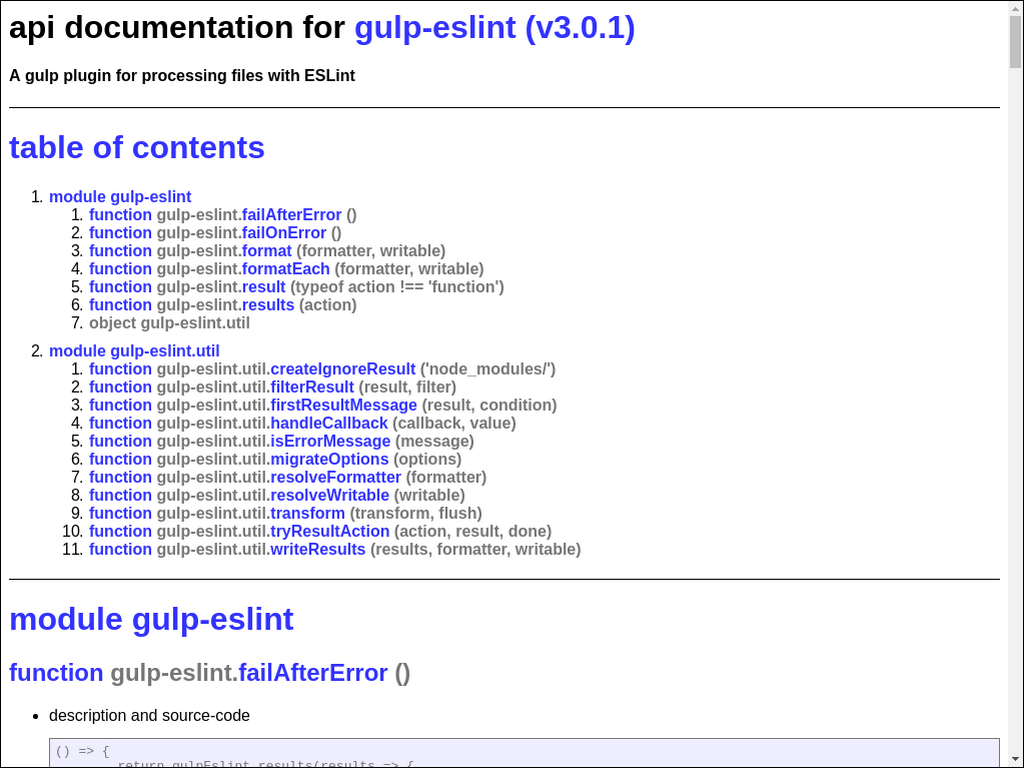 api documentation for gulp-eslint (v3.0.1)
A gulp plugin for processing files with ESLint
table of contents
1. module gulp-eslint
1. function gulp-eslint.failAfterError ()
2. function gulp-eslint.failOnError ()
3. function gulp-eslint.format (formatter, writable)
4. function gulp-eslint.formatEach (formatter, writable)
5. function gulp-eslint.result (typeof action !== 'function')
6. function gulp-eslint.results (action)
7. object gulp-eslint.util
2. module gulp-eslint.util
1. function gulp-eslint.util.createIgnoreResult ('node_modules/')
2. function gulp-eslint.util.filterResult (result, filter)
3. function gulp-eslint.util.firstResultMessage (result, condition)
4. function gulp-eslint.util.handleCallback (callback, value)
5. function gulp-eslint.util.isErrorMessage (message)
6. function gulp-eslint.util.migrateOptions (options)
7. function gulp-eslint.util.resolveFormatter (formatter)
8. function gulp-eslint.util.resolveWritable (writable)
9. function gulp-eslint.util.transform (transform, flush)
10. function gulp-eslint.util.tryResultAction (action, result, done)
11. function gulp-eslint.util.writeResults (results, formatter, writable)
module gulp-eslint
function gulp-eslint.failAfterError ()
• description and source-code
() => {
return gulpEslint.results(results => {